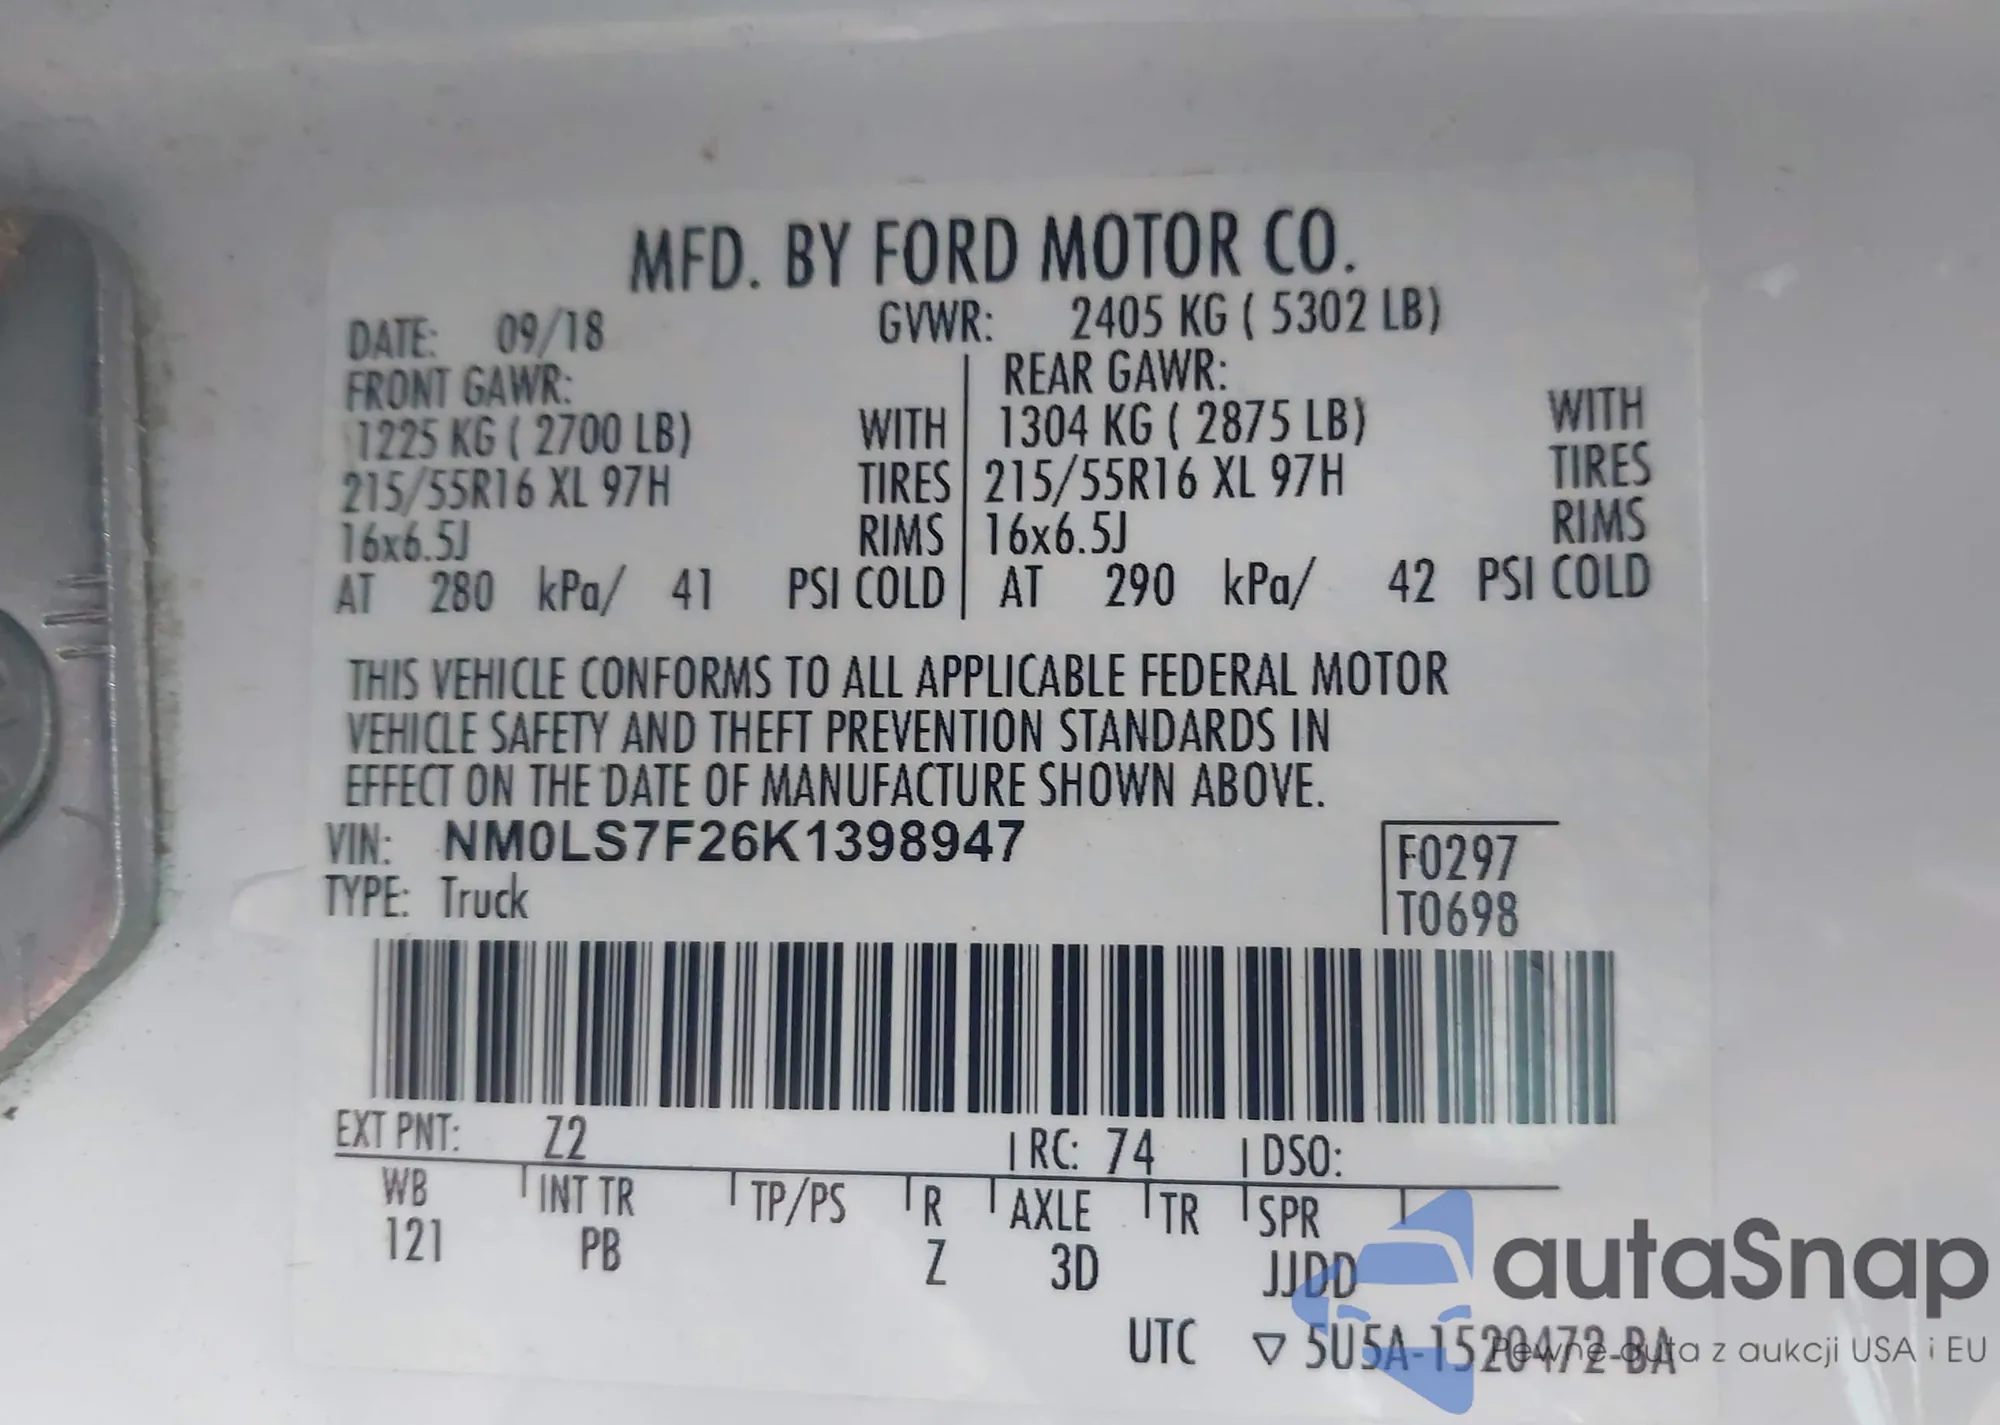 MFD. BY FORD MOTOR CO.
DATE: 09/18 GVWR: 2405 KG ( 5302 LB)
FRONT GAWR: REAR GAWR:
1225 KG ( 2700 LB) WITH 1304 KG ( 2875 LB) WITH
215/55R16 XL 97H TIRES 215/55R16 XL 97H TIRES
16x6.5J RIMS 16x6.5J RIMS
AT 280 kPa/ 41 PSI COLD AT 290 kPa/ 42 PSI COLD
THIS VEHICLE CONFORMS TO ALL APPLICABLE FEDERAL MOTOR
VEHICLE SAFETY AND THEFT PREVENTION STANDARDS IN
EFFECT ON THE DATE OF MANUFACTURE SHOWN ABOVE.
VIN: NM0LS7F26K1398947 F0297
TYPE: Truck T0698
EXT PNT: Z2 RC: 74 DSO:
WB INT TR TP/PS R AXLE TR SPR
121 PB Z 3D JJDD
UTC ▽ 5U5A-1520472-BA
autaSnap
Pewne auta z aukcji USA i EU